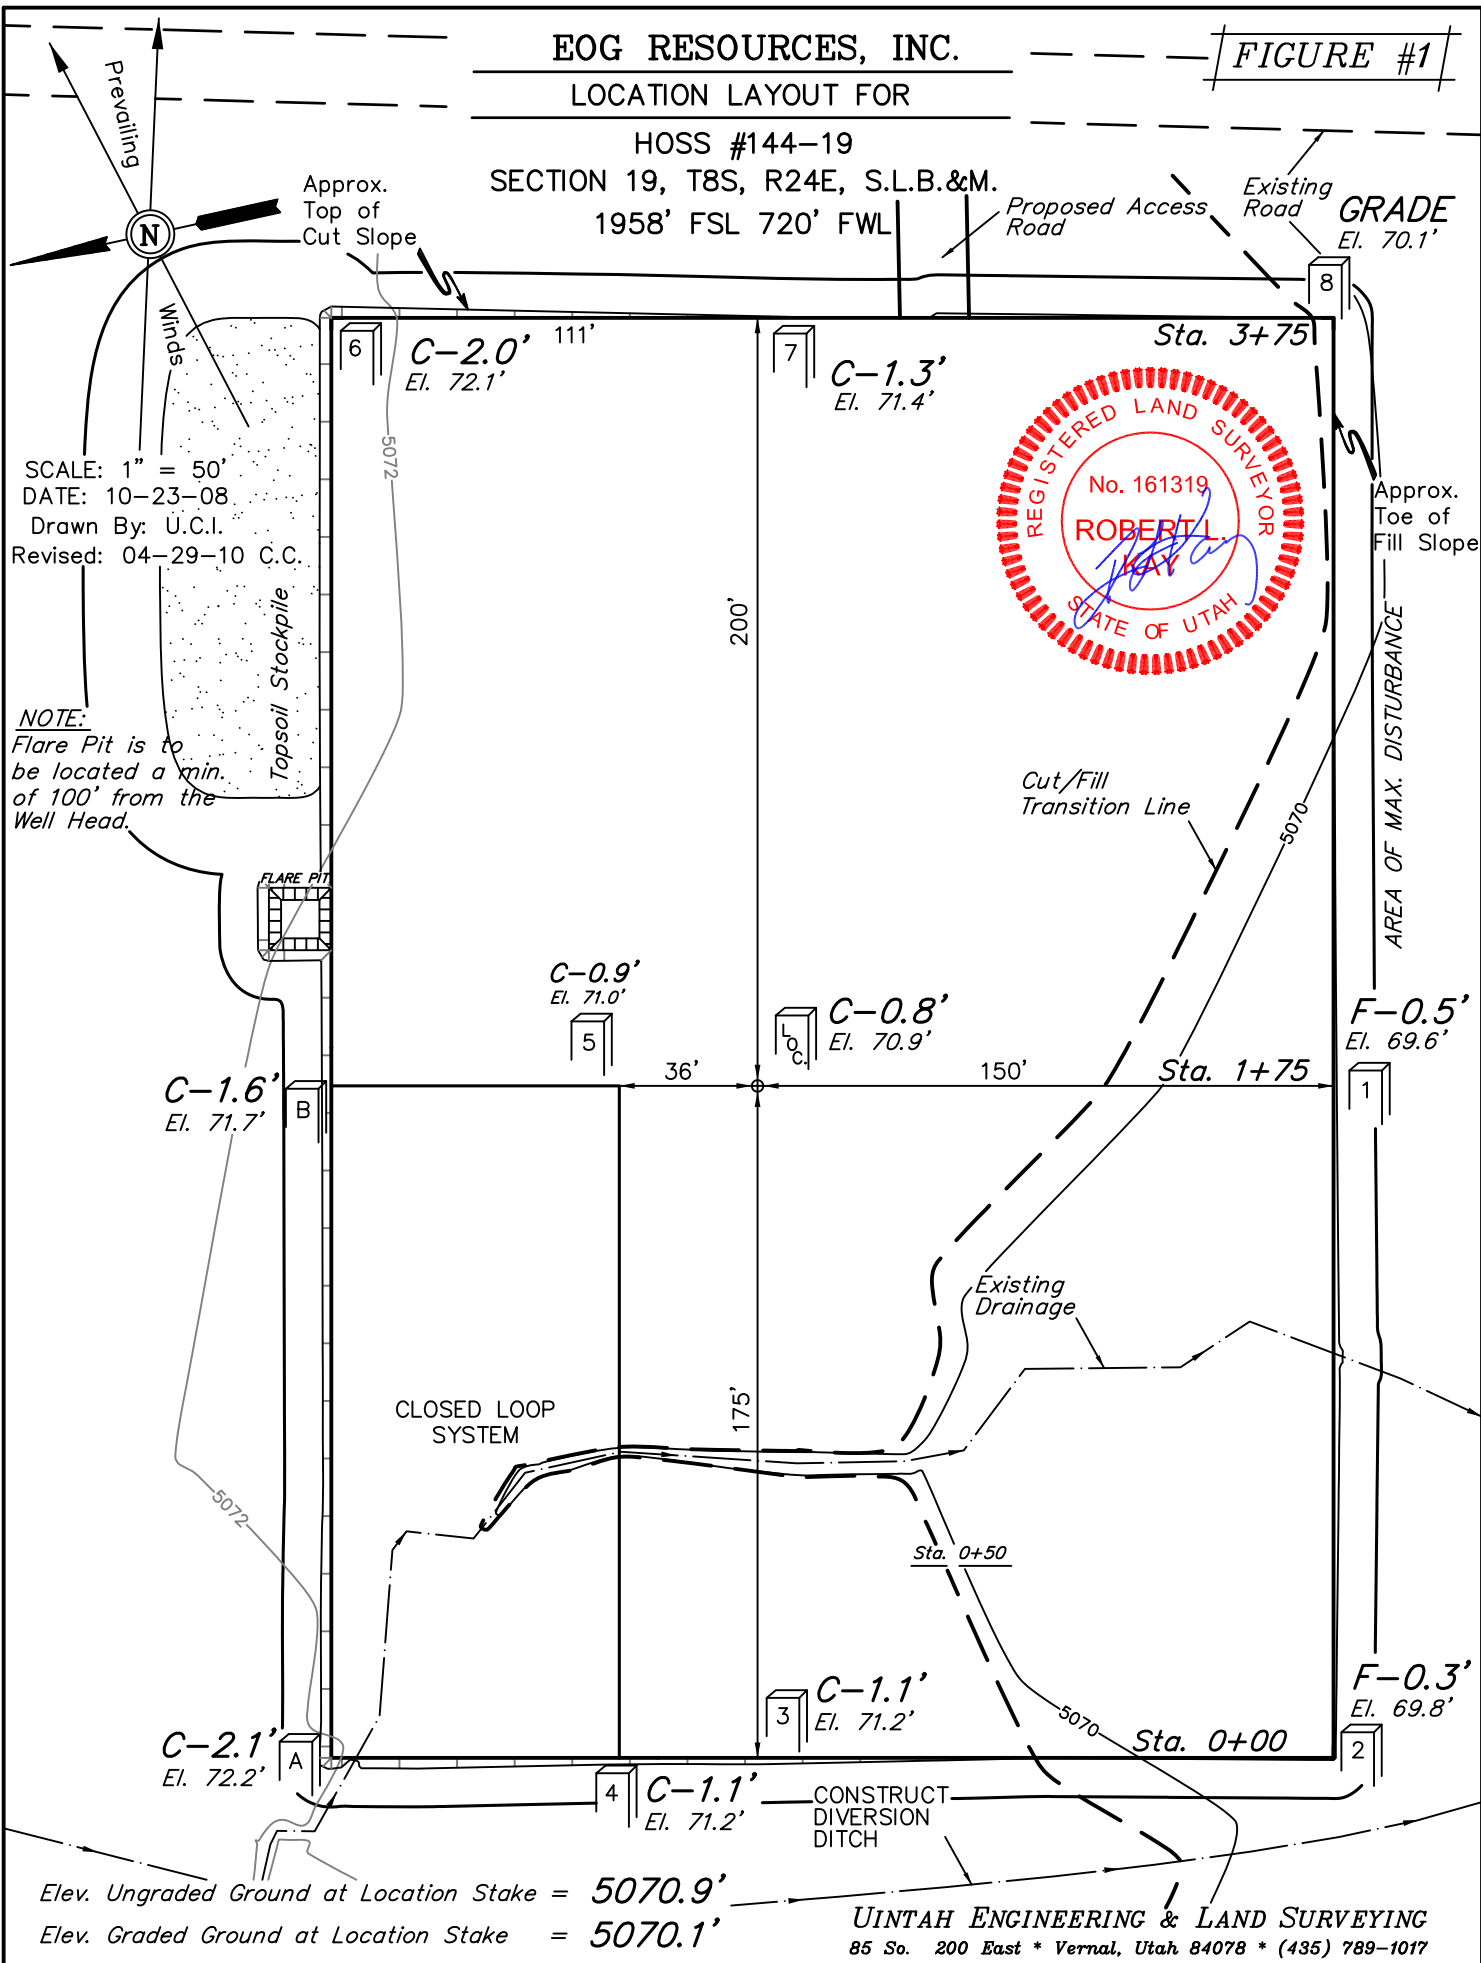 EOG RESOURCES, INC.
LOCATION LAYOUT FOR
HOSS #144-19
SECTION 19, T8S, R24E, S.L.B.&M.
1958' FSL 720' FWL
FIGURE #1
Prevailing
N
Winds
Approx.
Top of
Cut Slope
Proposed Access
Road
Existing
Road
GRADE
El. 70.1'
8
6
C-2.0'
El. 72.1'
111'
7
C-1.3'
El. 71.4'
Sta. 3+75
5072
SCALE: 1" = 50'
DATE: 10-23-08
Drawn By: U.C.I.
Revised: 04-29-10 C.C.
REGISTERED LAND SURVEYOR
No. 161319
ROBERT L.
KAY
STATE OF UTAH
Approx.
Toe of
Fill Slope
Topsoil Stockpile
200'
AREA OF MAX. DISTURBANCE
NOTE:
Flare Pit is to
be located a min.
of 100' from the
Well Head.
Cut/Fill
Transition Line
5070
FLARE PIT
C-0.9'
El. 71.0'
5
LOC.
C-0.8'
El. 70.9'
F-0.5'
El. 69.6'
1
C-1.6'
El. 71.7'
B
36'
150'
Sta. 1+75
Existing
Drainage
CLOSED LOOP
SYSTEM
175'
5072
Sta. 0+50
C-2.1'
El. 72.2'
A
3
C-1.1'
El. 71.2'
5070
Sta. 0+00
F-0.3'
El. 69.8'
2
4
C-1.1'
El. 71.2'
CONSTRUCT
DIVERSION
DITCH
Elev. Ungraded Ground at Location Stake = 5070.9'
Elev. Graded Ground at Location Stake = 5070.1'
UINTAH ENGINEERING & LAND SURVEYING
85 So. 200 East * Vernal, Utah 84078 * (435) 789-1017